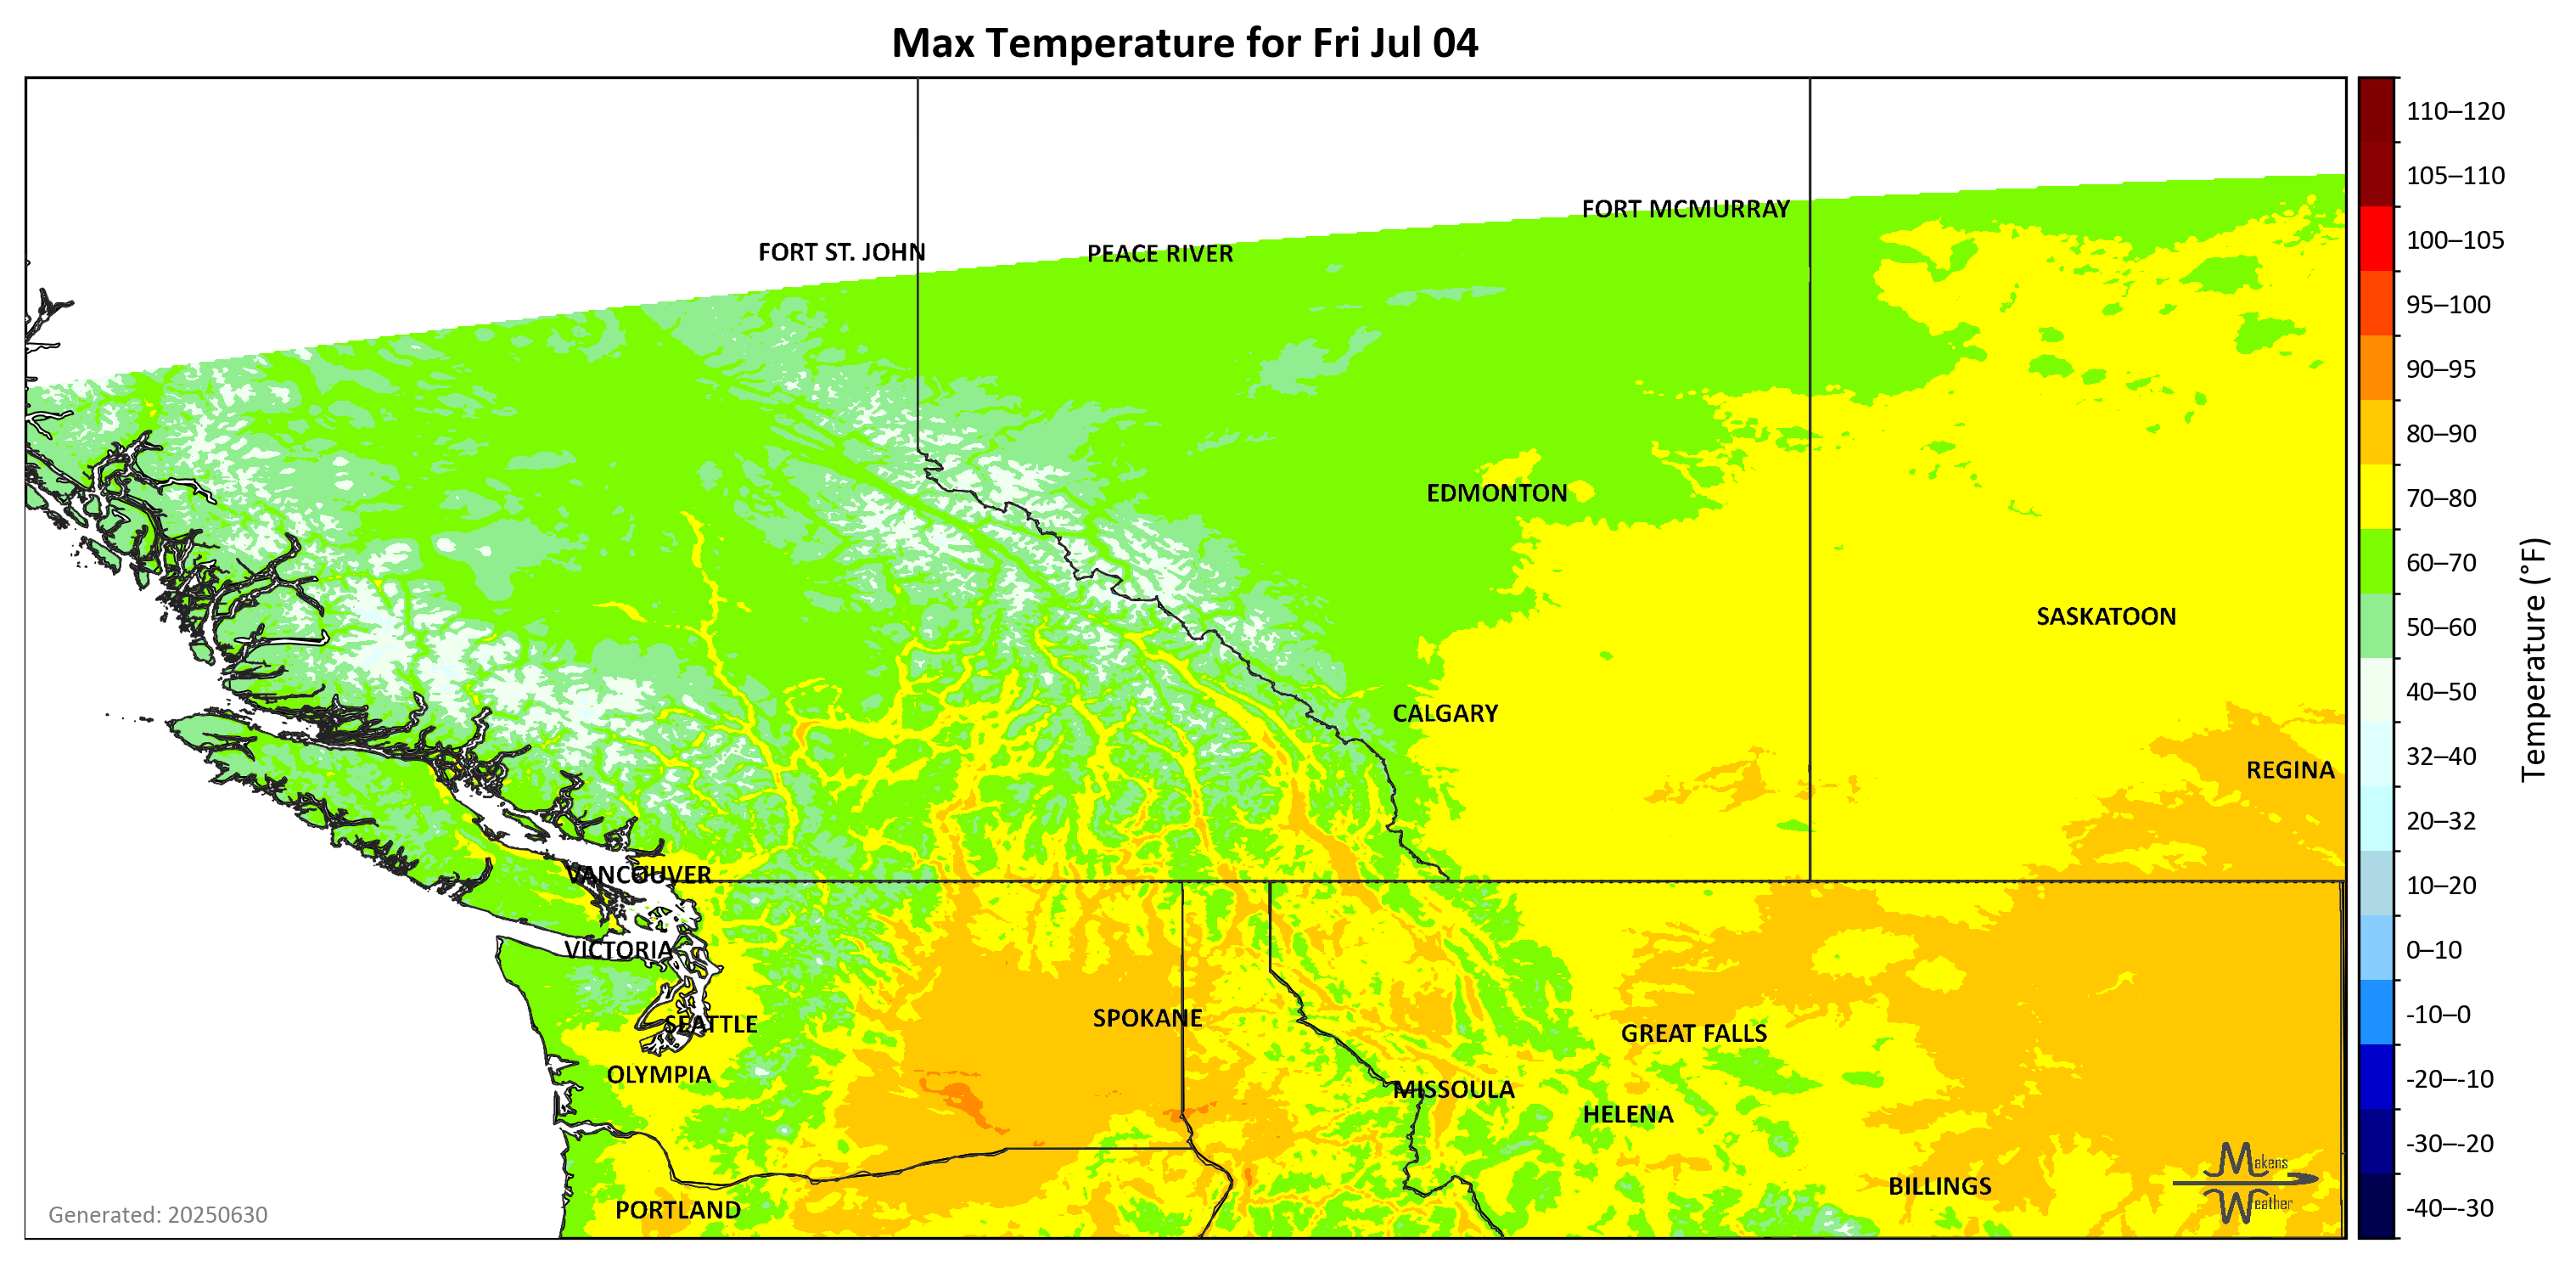 Max Temperature for Fri Jul 04
FORT MCMURRAY
FORT ST. JOHN
PEACE RIVER
EDMONTON
SASKATOON
CALGARY
REGINA
VANCOUVER
VICTORIA
SEATTLE
SPOKANE
GREAT FALLS
OLYMPIA
MISSOULA
HELENA
BILLINGS
PORTLAND
Makens
Weather
Generated: 20250630
110–120
105–110
100–105
95–100
90–95
80–90
70–80
60–70
50–60
40–50
32–40
20–32
10–20
0–10
-10–0
-20–-10
-30–-20
-40–-30
Temperature (°F)